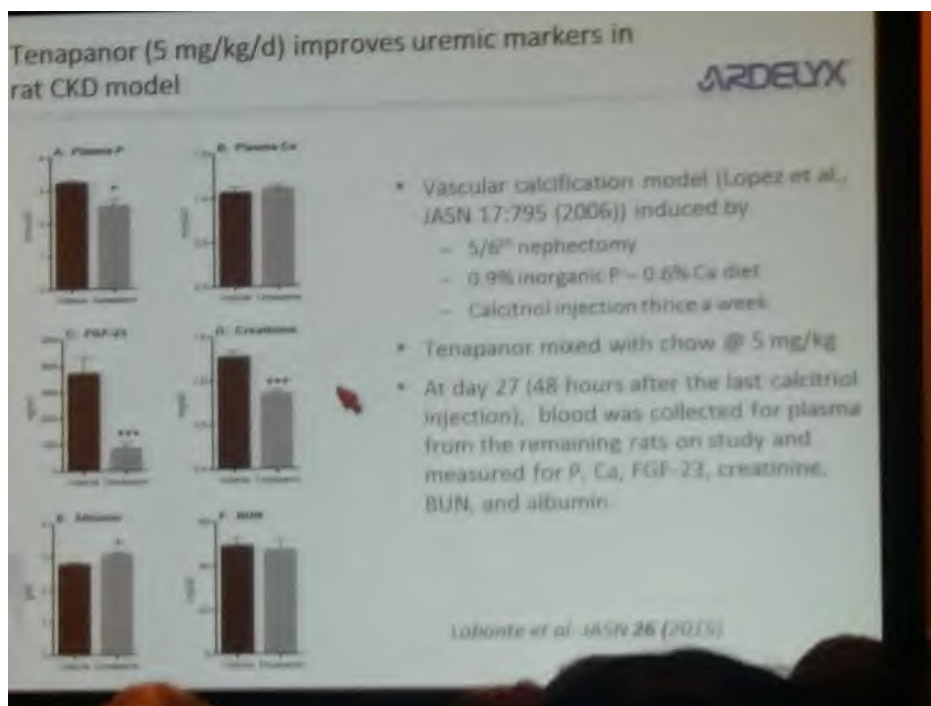 Tenapanor (5 mg/kg/d) improves uremic markers in
rat CKD model
ARDELYX
A: Plasma P
B: Plasma Ca
C: FGF-23
D: Creatinine
E: Albumin
F: BUN
*
***
***
*
• Vascular calcification model (Lopez et al.,
JASN 17:795 (2006)) induced by
– 5/6th nephectomy
– 0.9% inorganic P – 0.6% Ca diet
– Calcitriol injection thrice a week
• Tenapanor mixed with chow @ 5 mg/kg
• At day 27 (48 hours after the last calcitriol
injection), blood was collected for plasma
from the remaining rats on study and
measured for P, Ca, FGF-23, creatinine,
BUN, and albumin.
Labonte et al. JASN 26 (2015)